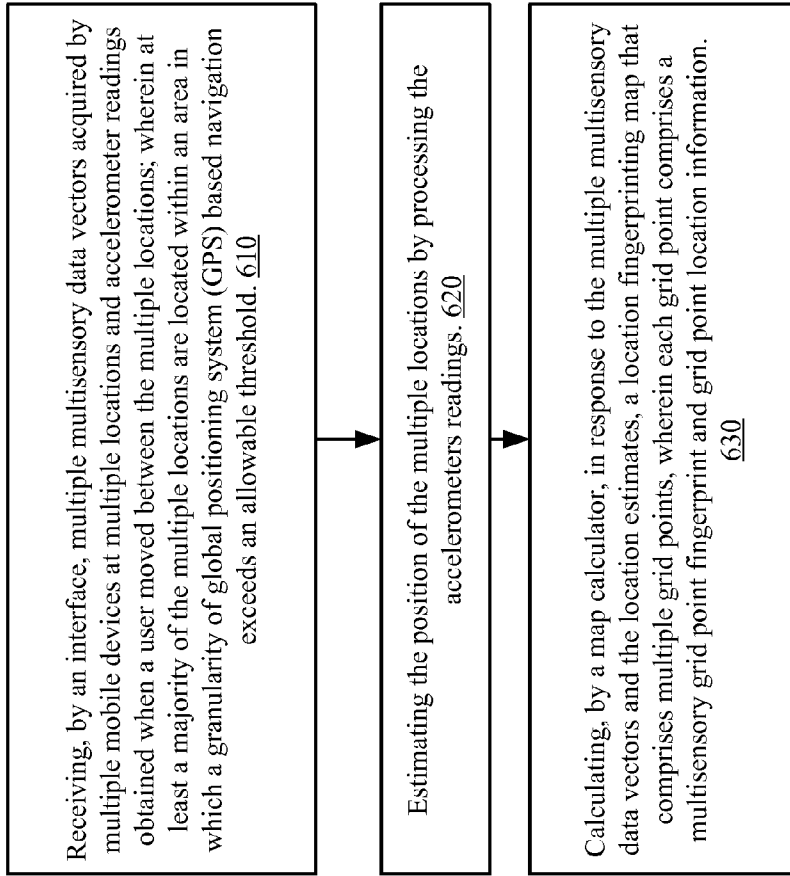 Receiving, by an interface, multiple multisensory data vectors acquired by
multiple mobile devices at multiple locations and accelerometer readings
obtained when a user moved between the multiple locations; wherein at
least a majority of the multiple locations are located within an area in
which a granularity of global positioning system (GPS) based navigation
exceeds an allowable threshold. 610
Estimating the position of the multiple locations by processing the
accelerometers readings. 620
Calculating, by a map calculator, in response to the multiple multisensory
data vectors and the location estimates, a location fingerprinting map that
comprises multiple grid points, wherein each grid point comprises a
multisensory grid point fingerprint and grid point location information.
630